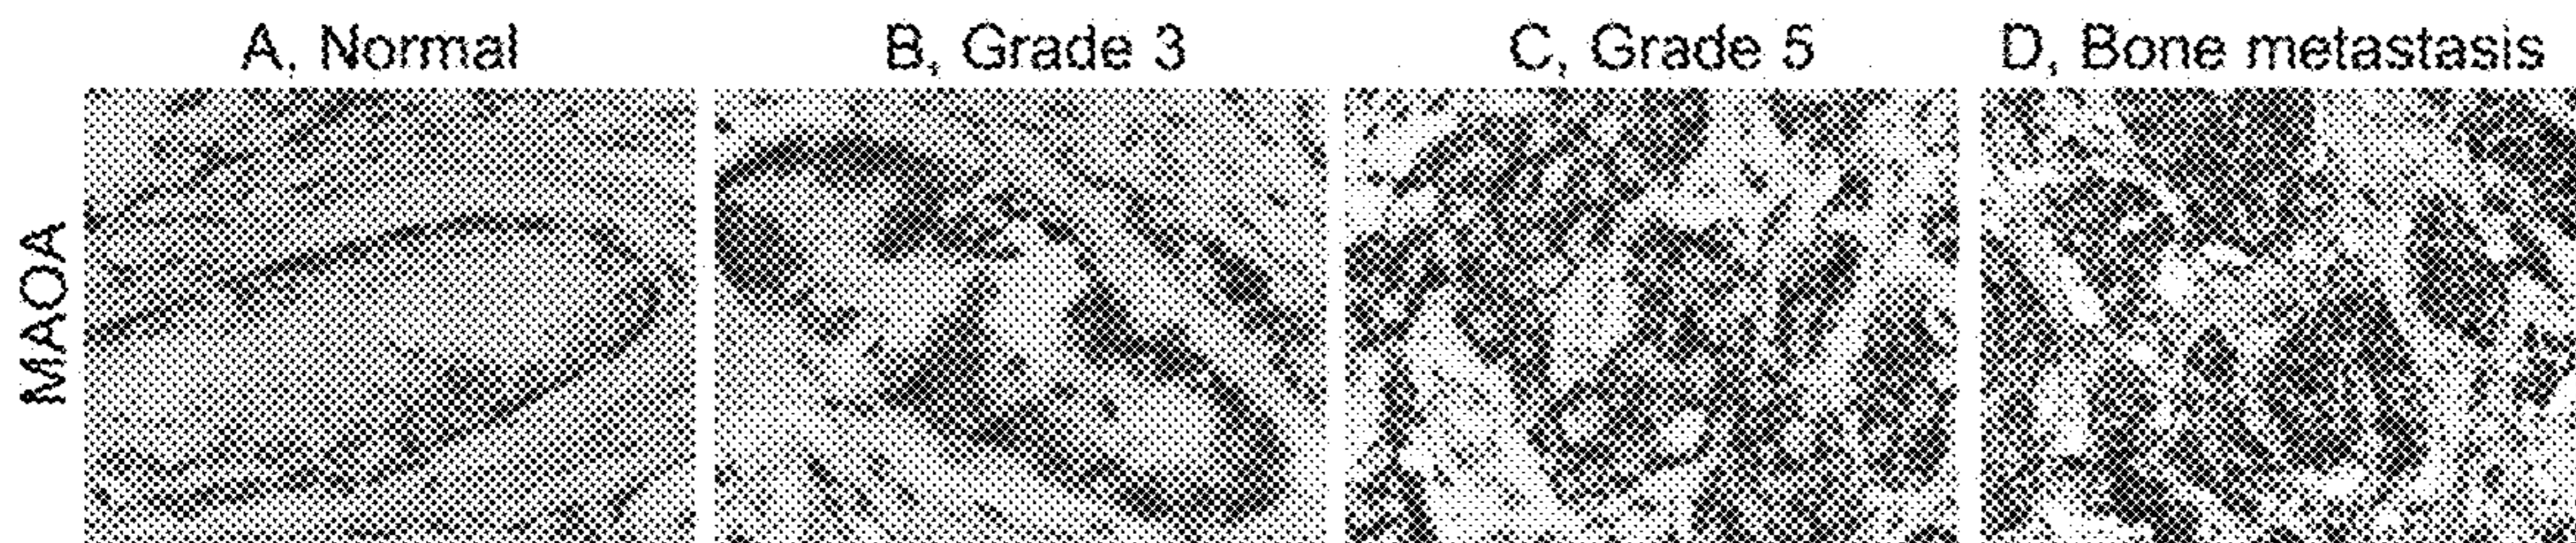 A, Normal
B, Grade 3
C, Grade 5
D, Bone metastasis
MAOA